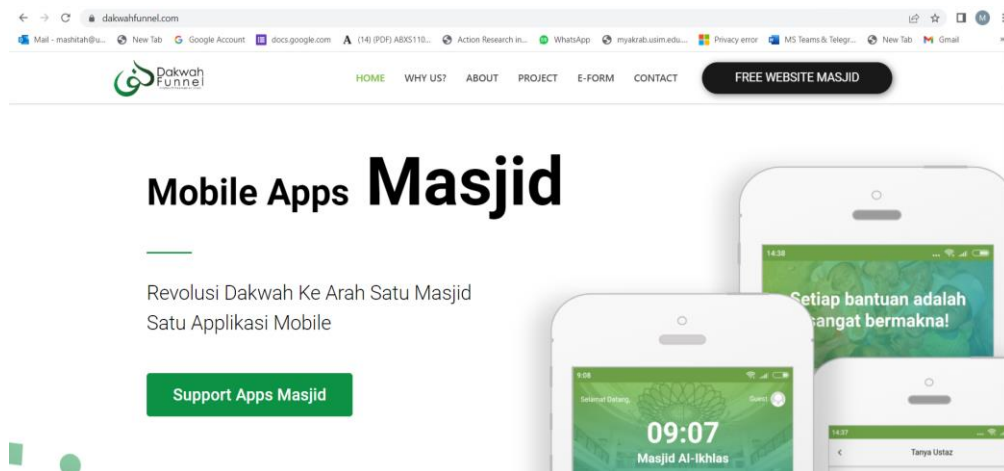 dakwahfunnel.com
Mail - mashitah@u... New Tab Google Account docs.google.com (14) (PDF) ABXS110... Action Research in... WhatsApp myakrab.usim.edu.... Privacy error MS Teams & Telegr... New Tab Gmail
Dakwah
Funnel
HOME WHY US? ABOUT PROJECT E-FORM CONTACT FREE WEBSITE MASJID
Mobile Apps Masjid
Revolusi Dakwah Ke Arah Satu Masjid
Satu Applikasi Mobile
Support Apps Masjid
14:38
Setiap bantuan adalah
sangat bermakna!
9:08
Selamat Datang, Guest
09:07
Masjid Al-Ikhlas
14:37
Tanya Ustaz